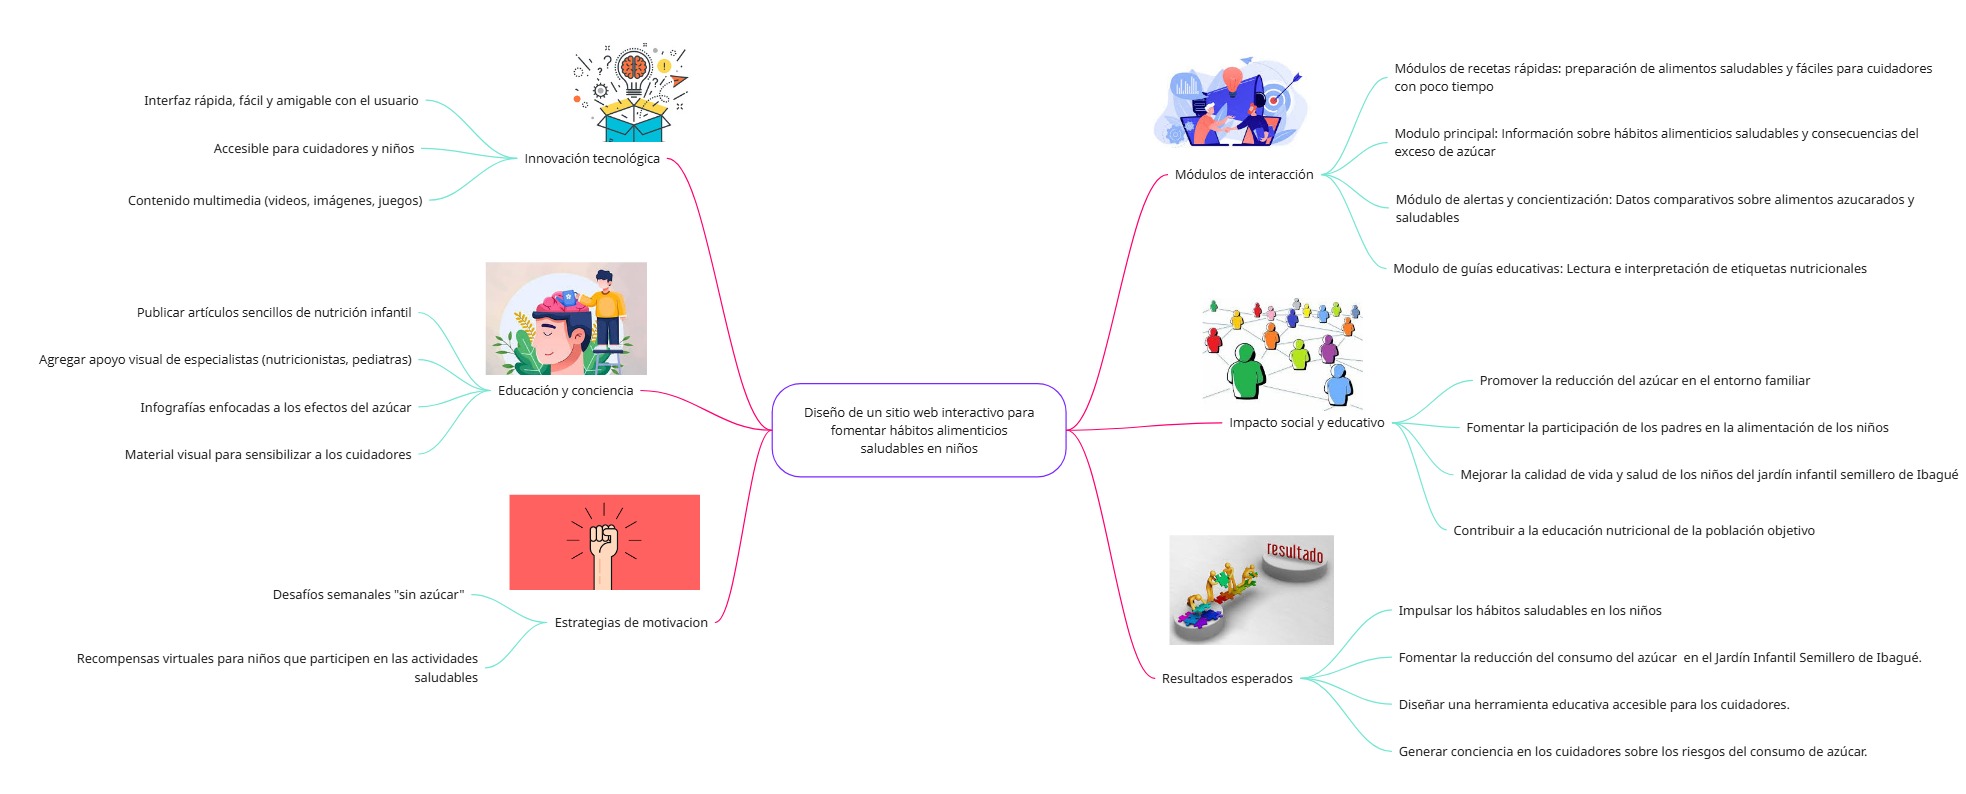 Diseño de un sitio web interactivo para
fomentar hábitos alimenticios
saludables en niños
Innovación tecnológica
Interfaz rápida, fácil y amigable con el usuario
Accesible para cuidadores y niños
Contenido multimedia (videos, imágenes, juegos)
Educación y conciencia
Publicar artículos sencillos de nutrición infantil
Agregar apoyo visual de especialistas (nutricionistas, pediatras)
Infografías enfocadas a los efectos del azúcar
Material visual para sensibilizar a los cuidadores
Estrategias de motivacion
Desafíos semanales "sin azúcar"
Recompensas virtuales para niños que participen en las actividades
saludables
Módulos de interacción
Módulos de recetas rápidas: preparación de alimentos saludables y fáciles para cuidadores
con poco tiempo
Modulo principal: Información sobre hábitos alimenticios saludables y consecuencias del
exceso de azúcar
Módulo de alertas y concientización: Datos comparativos sobre alimentos azucarados y
saludables
Modulo de guías educativas: Lectura e interpretación de etiquetas nutricionales
Impacto social y educativo
Promover la reducción del azúcar en el entorno familiar
Fomentar la participación de los padres en la alimentación de los niños
Mejorar la calidad de vida y salud de los niños del jardín infantil semillero de Ibagué
Contribuir a la educación nutricional de la población objetivo
resultado
Resultados esperados
Impulsar los hábitos saludables en los niños
Fomentar la reducción del consumo del azúcar  en el Jardín Infantil Semillero de Ibagué.
Diseñar una herramienta educativa accesible para los cuidadores.
Generar conciencia en los cuidadores sobre los riesgos del consumo de azúcar.